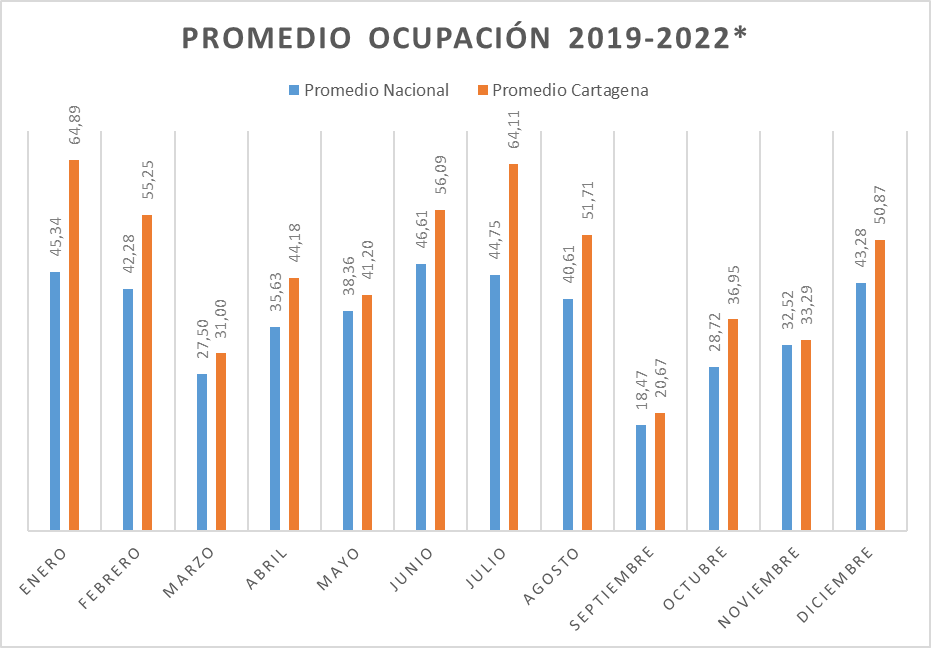 PROMEDIO OCUPACIÓN 2019-2022*
Promedio Nacional Promedio Cartagena
45,34
64,89
42,28
55,25
27,50
31,00
35,63
44,18
38,36
41,20
46,61
56,09
44,75
64,11
40,61
51,71
18,47
20,67
28,72
36,95
32,52
33,29
43,28
50,87
ENERO
FEBRERO
MARZO
ABRIL
MAYO
JUNIO
JULIO
AGOSTO
SEPTIEMBRE
OCTUBRE
NOVIEMBRE
DICIEMBRE